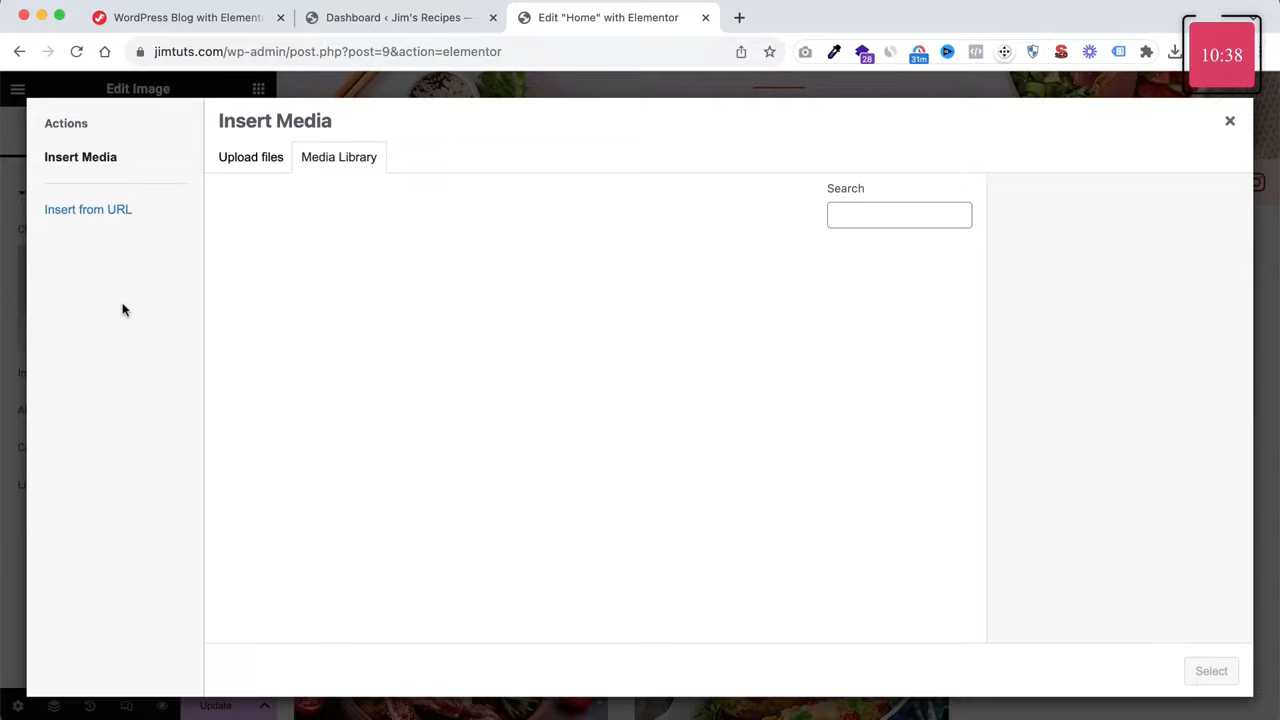 WordPress Blog with Element
Dashboard ‹ Jim's Recipes —
Edit "Home" with Elementor
10:38
jimtuts.com/wp-admin/post.php?post=9&action=elementor
28
31m
Edit Image
Actions
Insert Media
Insert Media
Insert from URL
Upload files
Media Library
Search
Select
Update